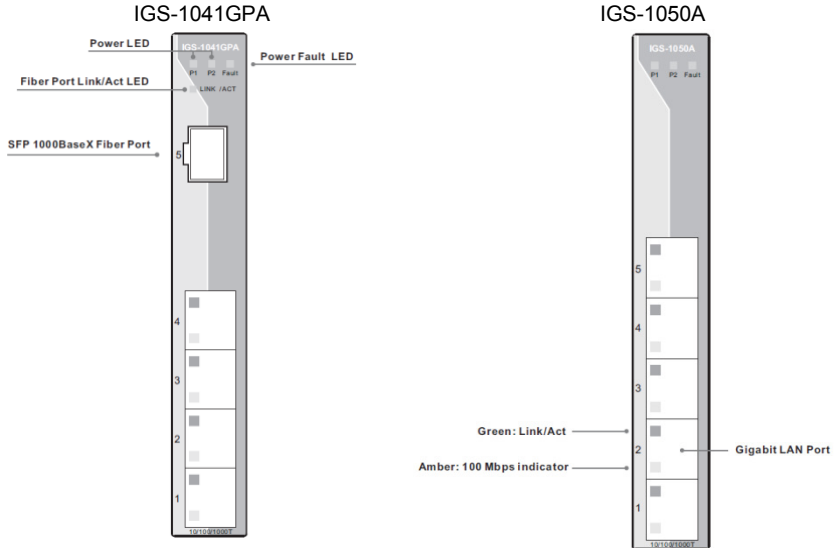 IGS-1041GPA
Power LED
IGS-1041GPA
P1 P2 Fault
Power Fault LED
Fiber Port Link/Act LED
LINK /ACT
SFP 1000BaseX Fiber Port
5
4
3
2
1
10/100/1000T
IGS-1050A
IGS-1050A
P1 P2 Fault
5
4
3
Green: Link/Act
2
Gigabit LAN Port
Amber: 100 Mbps indicator
1
10/100/1000T